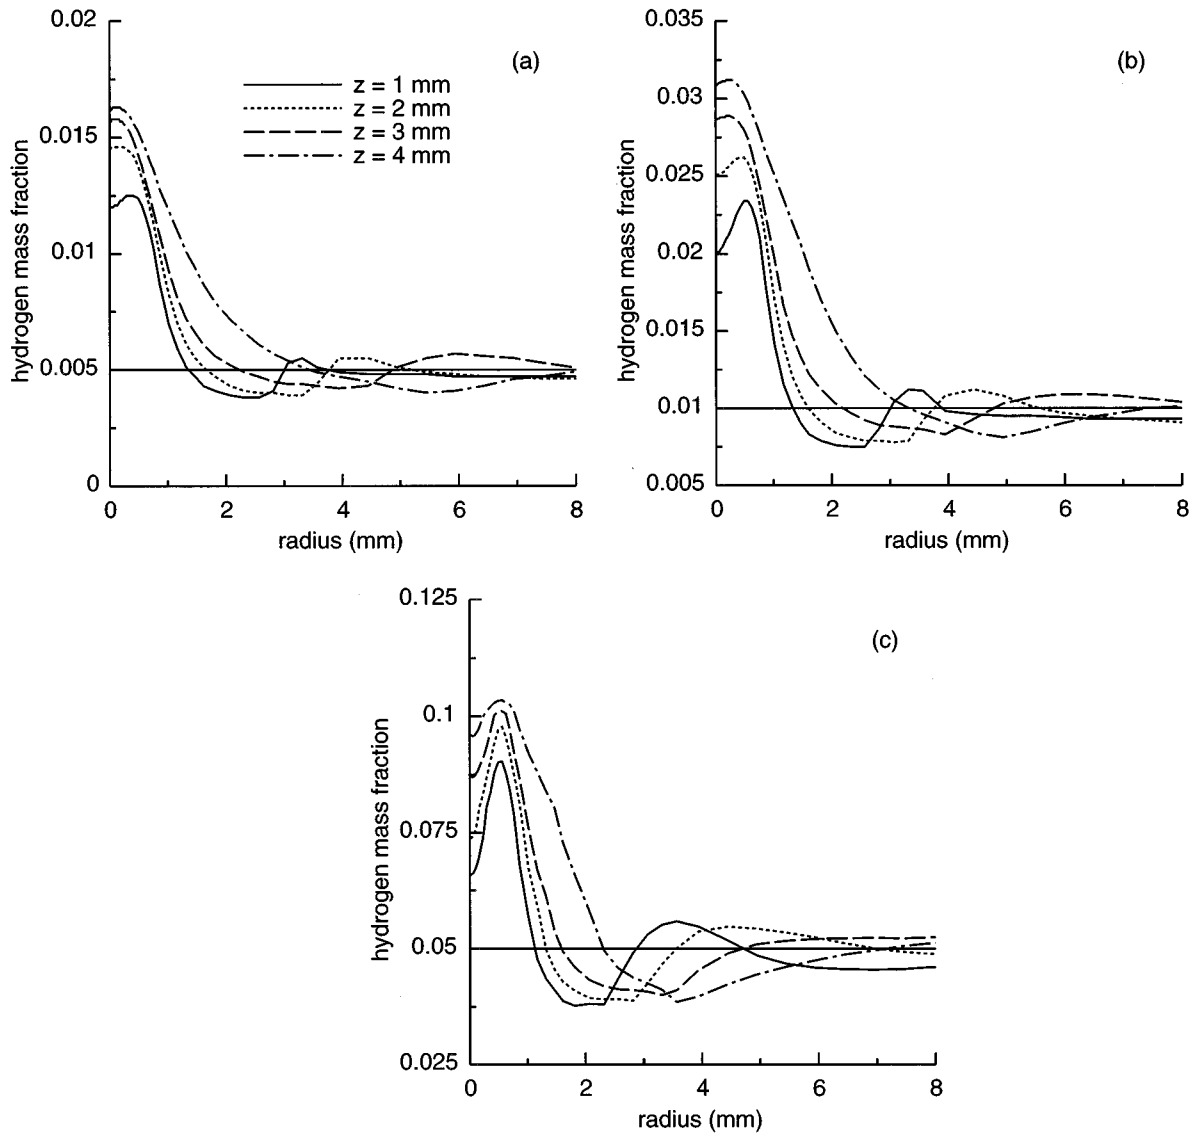 0.02
(a)
z = 1 mm
z = 2 mm
z = 3 mm
z = 4 mm
0.015
0.01
0.005
0
hydrogen mass fraction
0 2 4 6 8
radius (mm)
0.035
(b)
0.03
0.025
0.02
0.015
0.01
0.005
hydrogen mass fraction
0 2 4 6 8
radius (mm)
0.125
(c)
0.1
0.075
0.05
0.025
hydrogen mass fraction
0 2 4 6 8
radius (mm)